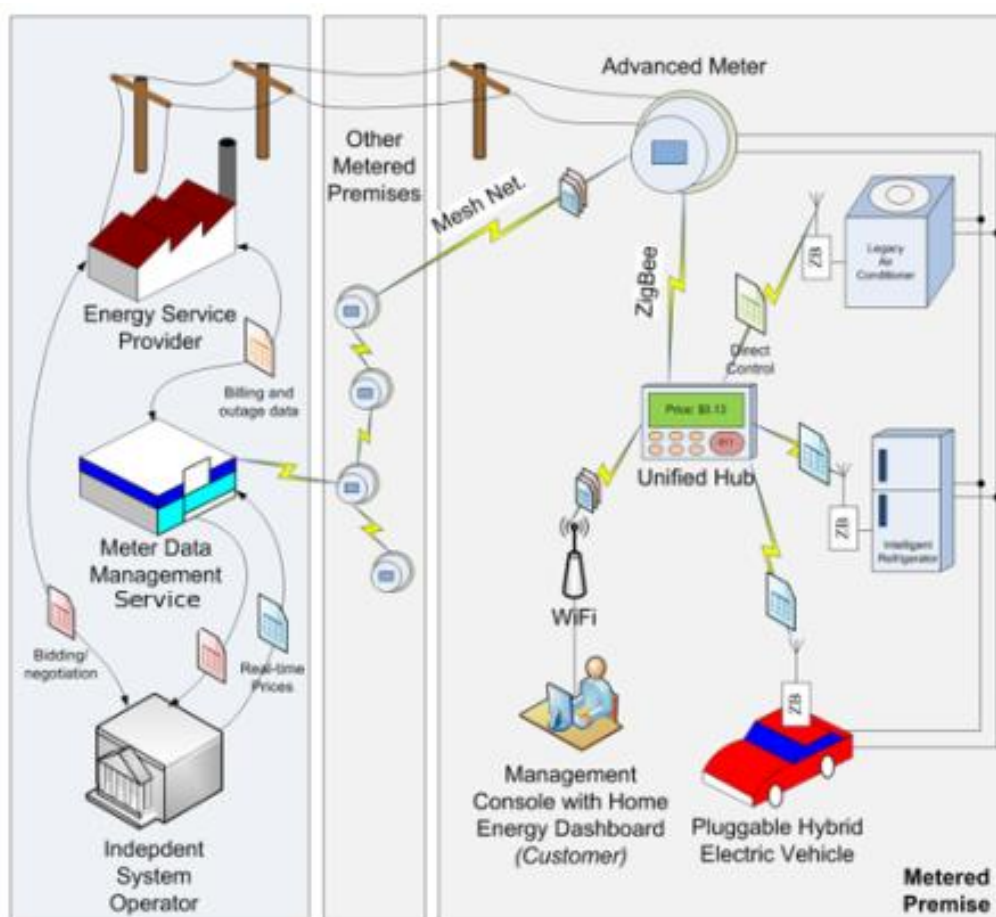 Advanced Meter
Other
Metered
Premises
Mesh Net.
ZigBee
ZB
Legacy
Air
Conditioner
Energy Service
Provider
Direct
Control
Billing and
outage data
Price: $0.13
Unified Hub
ZB
Intelligent
Refrigerator
Meter Data
Management
Service
WiFi
Bidding/
negotiation
Real-time
Prices
ZB
Management
Console with Home
Energy Dashboard
(Customer)
Pluggable Hybrid
Electric Vehicle
Indepdent
System
Operator
Metered
Premise